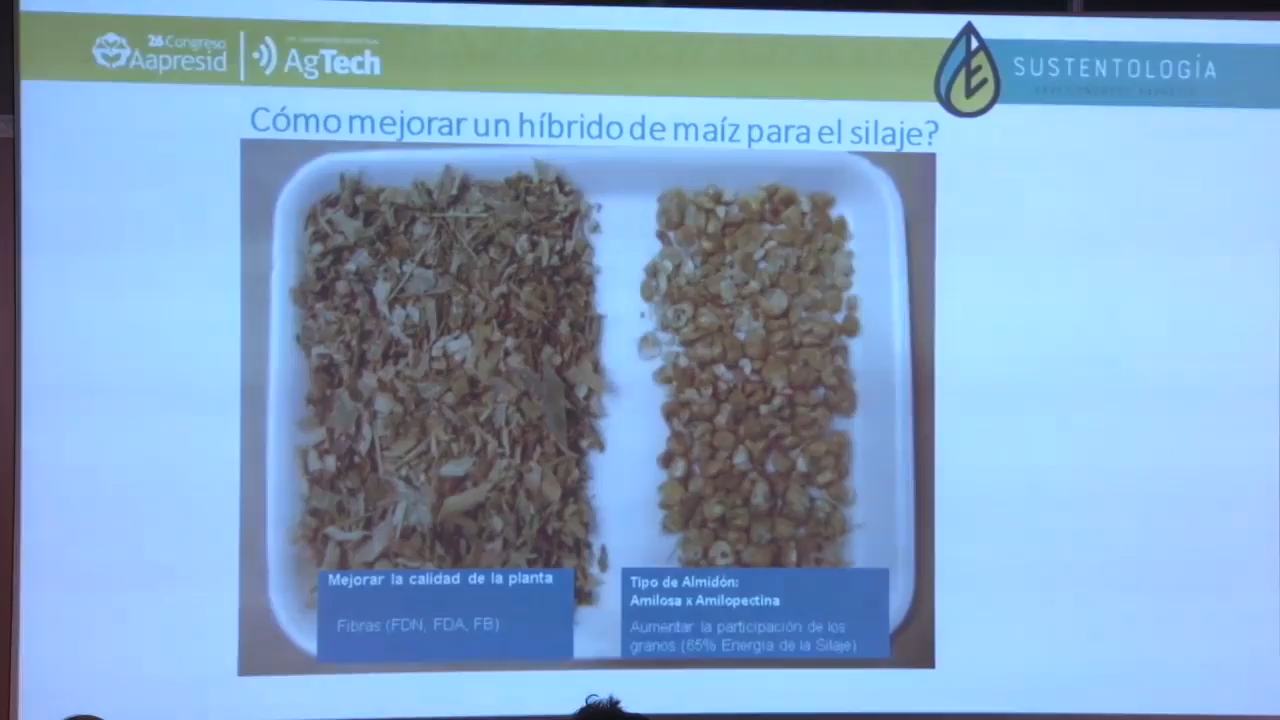 26 Congreso
Aapresid
AgTech
SUSTENTOLOGÍA
Cómo mejorar un híbrido de maíz para el silaje?
Mejorar la calidad de la planta
Fibras (FDN, FDA, FB)
Tipo de Almidón:
Amilosa x Amilopectina
Aumentar la participación de los
granos (65% Energia de la Silaje)